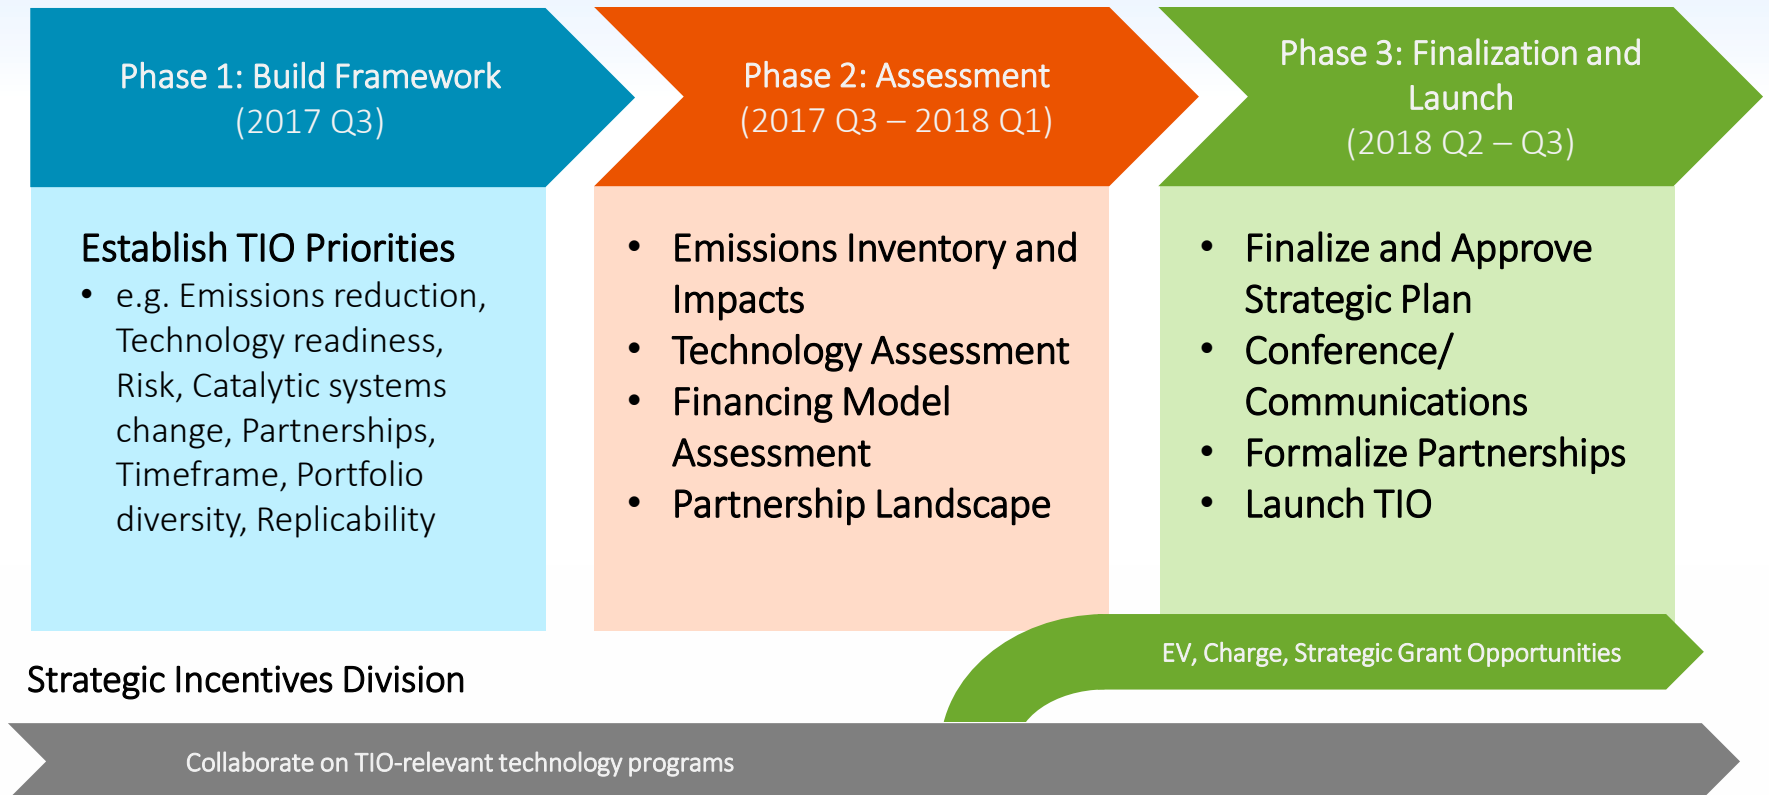 Phase 1: Build Framework
(2017 Q3)
Phase 2: Assessment
(2017 Q3 – 2018 Q1)
Phase 3: Finalization and
Launch
(2018 Q2 – Q3)
Establish TIO Priorities
• e.g. Emissions reduction,
Technology readiness,
Risk, Catalytic systems
change, Partnerships,
Timeframe, Portfolio
diversity, Replicability
• Emissions Inventory and
Impacts
• Technology Assessment
• Financing Model
Assessment
• Partnership Landscape
• Finalize and Approve
Strategic Plan
• Conference/
Communications
• Formalize Partnerships
• Launch TIO
EV, Charge, Strategic Grant Opportunities
Strategic Incentives Division
Collaborate on TIO-relevant technology programs